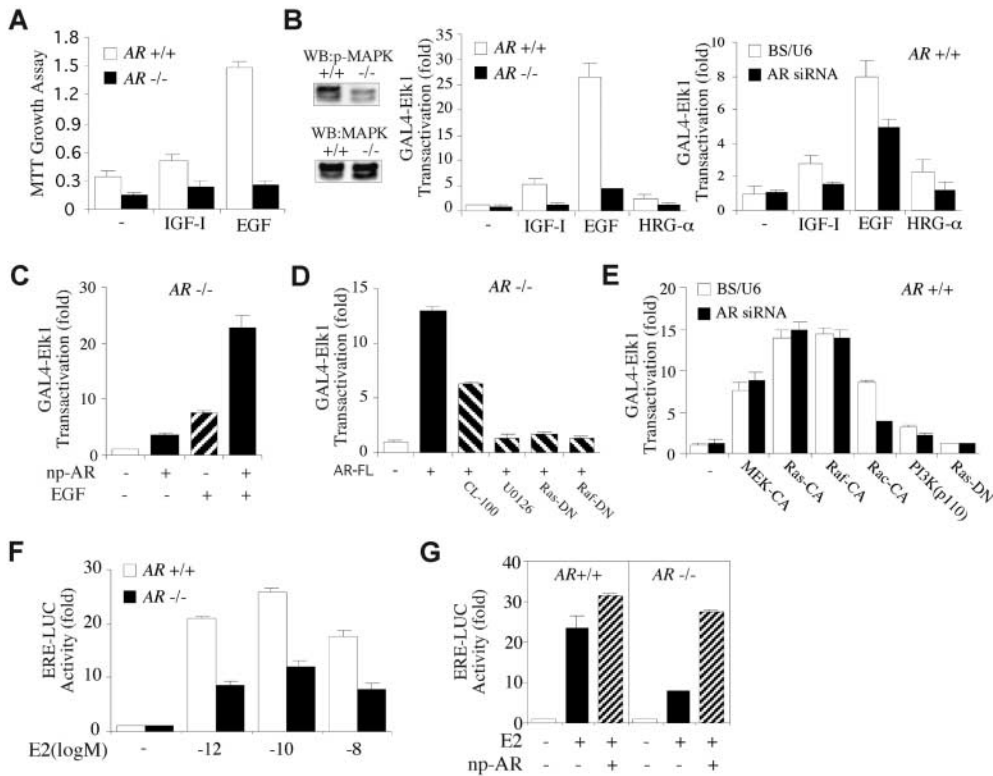 A
MTT Growth Assay
1.8
1.5
1.2
0.9
0.6
0.3
0
AR +/+
AR -/-
- IGF-I EGF
B
WB:p-MAPK
+/+ -/-
WB:MAPK
+/+ -/-
GAL4-Elk1
Transactivation (fold)
35
30
25
20
15
10
5
0
AR +/+
AR -/-
- IGF-I EGF HRG-α
GAL4-Elk1
Transactivation (fold)
10
8
6
4
2
0
BS/U6
AR siRNA
AR +/+
- IGF-I EGF HRG-α
C
AR -/-
GAL4-Elk1
Transactivation (fold)
30
20
10
0
np-AR - + - +
EGF - - + +
D
AR -/-
GAL4-Elk1
Transactivation (fold)
15
10
5
0
AR-FL - + + + + +
CL-100
U0126
Ras-DN
Raf-DN
E
BS/U6
AR siRNA
AR +/+
GAL4-Elk1
Transactivation (fold)
20
15
10
5
0
-
MEK-CA
Ras-CA
Raf-CA
Rac-CA
PI3K(p110)
Ras-DN
F
AR +/+
AR -/-
ERE-LUC
Activity (fold)
30
20
10
0
E2(logM) - -12 -10 -8
G
AR+/+ AR -/-
ERE-LUC
Activity (fold)
40
30
20
10
0
E2 - + + - + +
np-AR - - + - - +